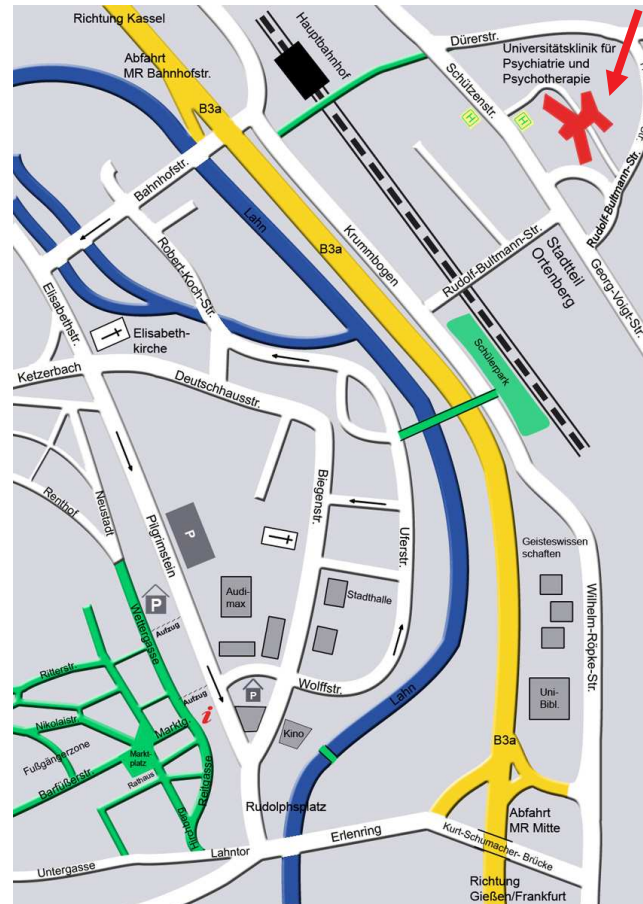 Richtung Kassel
Abfahrt
MR Bahnhofstr.
B3a
Hauptbahnhof
Dürerstr.
Universitätsklinik für
Psychiatrie und
Psychotherapie
Schützenstr.
H
H
Bahnhofstr.
Lahn
B3a
Krummbogen
Rudolf-Bultmann-Str.
Rudolf-Bultmann-Str.
Stadtteil
Ortenberg
Georg-Voigt-Str.
Robert-Koch-Str.
Elisabethstr.
Elisabeth-
kirche
Ketzerbach
Deutschhausstr.
Schülerpark
Renthof
Neustadt
Pilgrimstein
P
Biegenstr.
Uferstr.
Geisteswissen
schaften
Wilhelm-Röpke-Str.
P
Audi-
max
Stadthalle
Wettergasse
Aufzug
Ritterstr.
Wolffstr.
Lahn
Uni-
Bibl.
Aufzug
P
Nikolaistr.
Marktg.
i
Kino
B3a
Fußgängerzone
Markt-
platz
Barfüßerstr.
Rathaus
Reitgasse
Hirschberg
Rudolphsplatz
Abfahrt
MR Mitte
Erlenring
Kurt-Schumacher- Brücke
Untergasse
Lahntor
Richtung
Gießen/Frankfurt